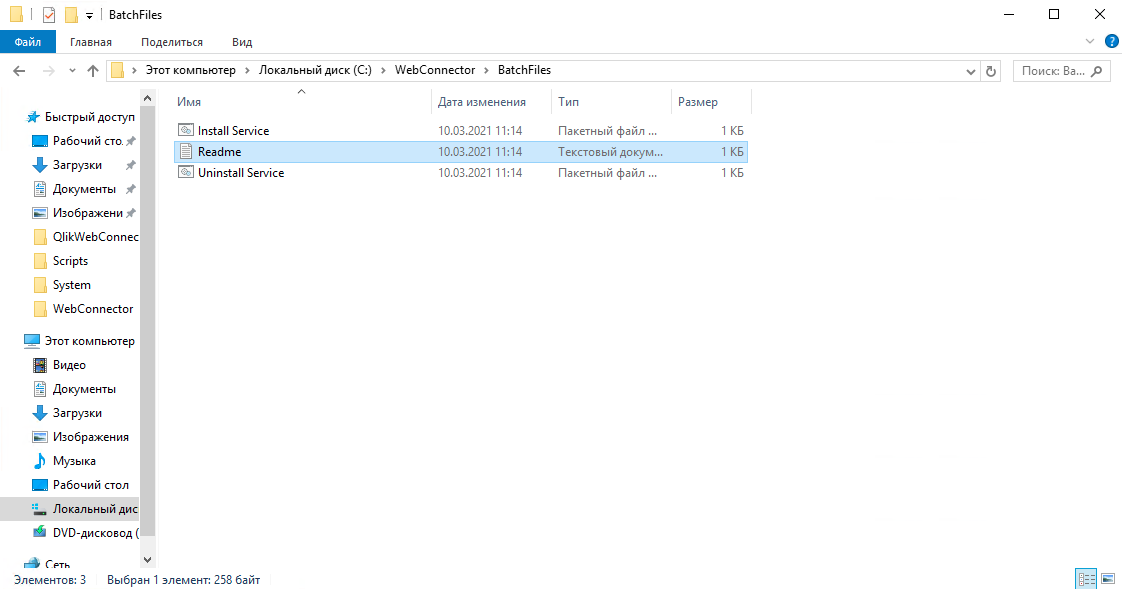 BatchFiles
Файл Главная Поделиться Вид
Этот компьютер Локальный диск (C:) WebConnector BatchFiles
Поиск: Ba...
Имя Дата изменения Тип Размер
Install Service 10.03.2021 11:14 Пакетный файл ... 1 КБ
Readme 10.03.2021 11:14 Текстовый докум... 1 КБ
Uninstall Service 10.03.2021 11:14 Пакетный файл ... 1 КБ
Быстрый доступ
Рабочий сто.
Загрузки
Документы
Изображени
QlikWebConnec
Scripts
System
WebConnector
Этот компьютер
Видео
Документы
Загрузки
Изображения
Музыка
Рабочий стол
Локальный дис
DVD-дисковод (
Сеть
Элементов: 3 Выбран 1 элемент: 258 байт